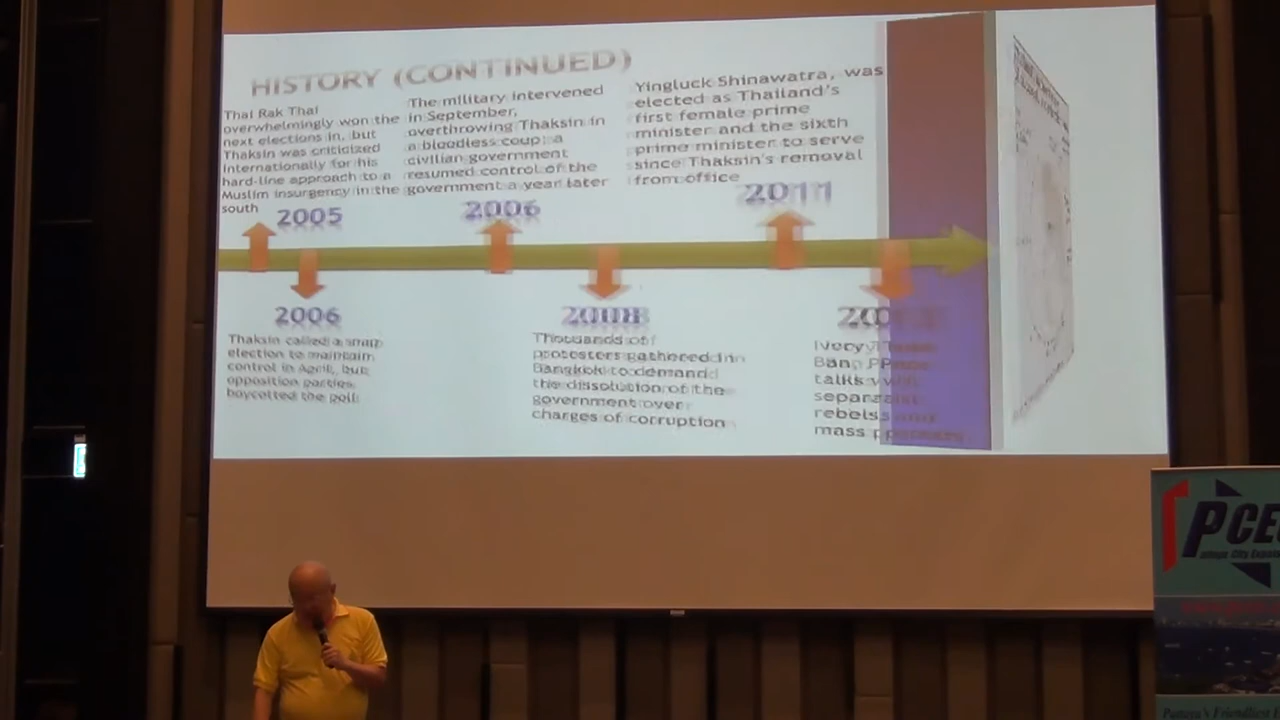 HISTORY (CONTINUED)
Thai Rak Thai
overwhelmingly won the
next elections in, but
Thaksin was criticized
internationally for his
hard-line approach to a
Muslim insurgency in the
south
2005
The military intervened
in September,
overthrowing Thaksin in
a bloodless coup; a
civilian government
resumed control of the
government a year later
2006
Yingluck Shinawatra, was
elected as Thailand's
first female prime
minister and the sixth
prime minister to serve
since Thaksin's removal
from office
2011
2006
Thaksin called a snap
election to maintain
control in April, but
opposition parties
boycotted the poll
2008
Thousands of
protesters gathered in
Bangkok to demand
the dissolution of the
government over
charges of corruption
talks
rebels
mass
PCE